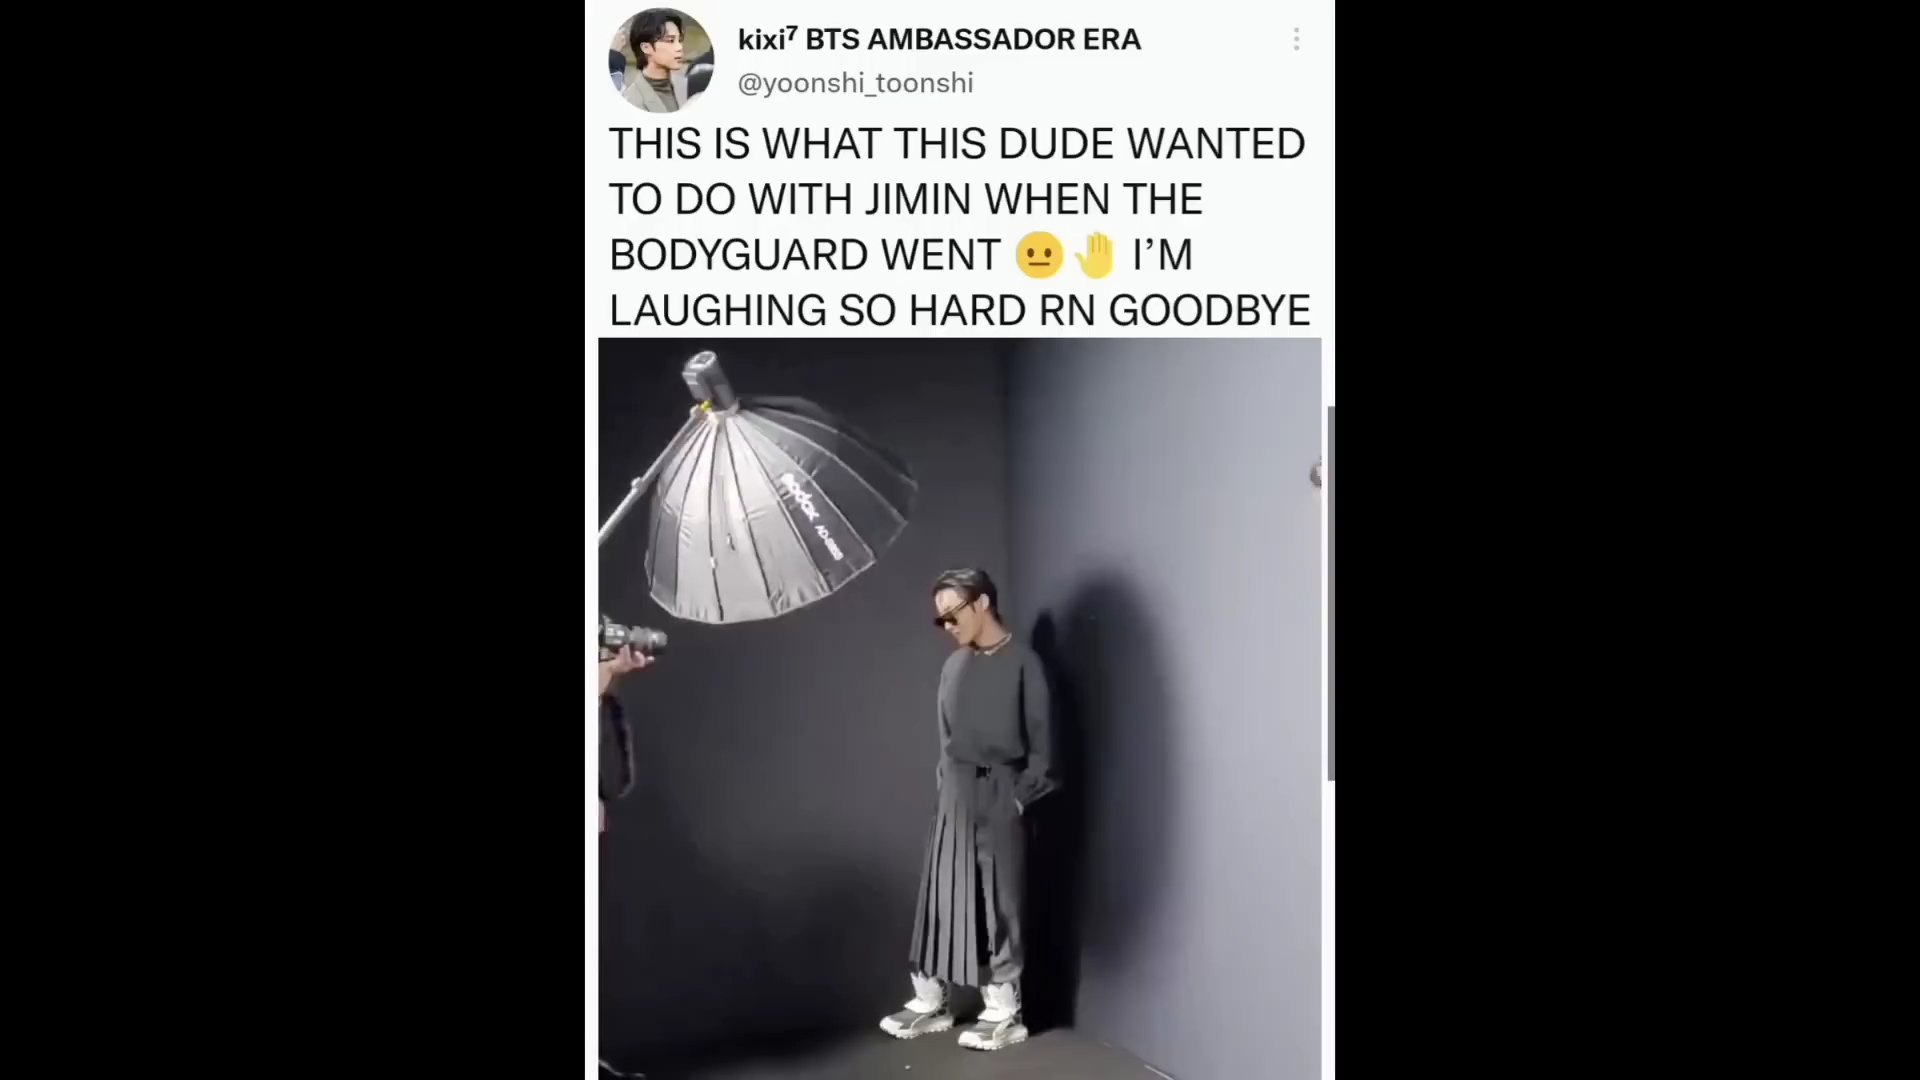 kixi⁷ BTS AMBASSADOR ERA
@yoonshi_toonshi
THIS IS WHAT THIS DUDE WANTED
TO DO WITH JIMIN WHEN THE
BODYGUARD WENT 😐🤚 I’M
LAUGHING SO HARD RN GOODBYE
Godox